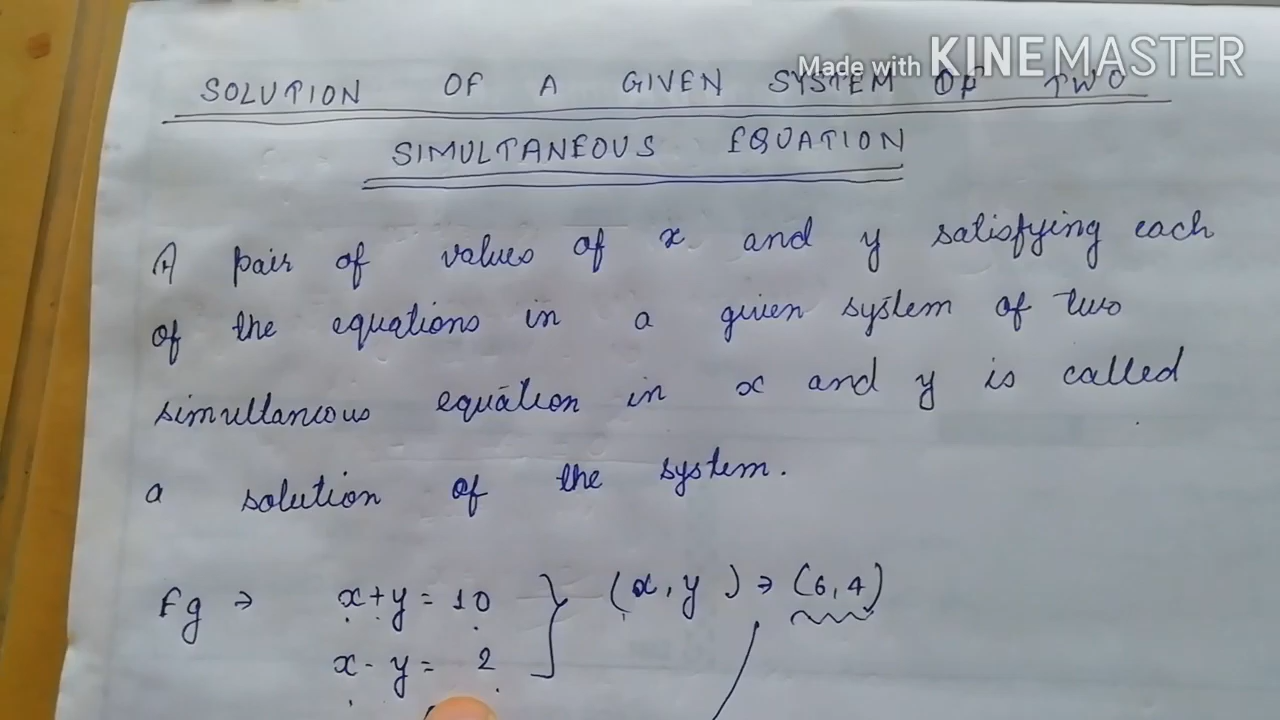 Made with KINEMASTER
SOLUTION OF A GIVEN SYSTEM OF TWO
SIMULTANEOUS EQUATION
A pair of values of x and y satisfying each
of the equations in a given system of two
simultaneous equation in x and y is called
a solution of the system.
Eg → x+y = 10 } (x, y) → (6, 4)
x - y = 2